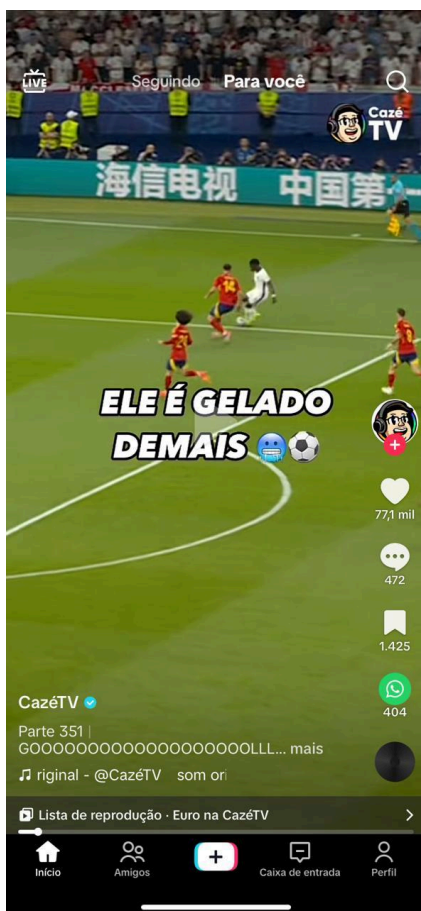 LIVE
Seguindo Para você
Cazé
TV
海信电视 中国第一
14
24
9
ELE É GELADO
DEMAIS 🥶⚽
77,1 mil
472
1.425
404
CazéTV
Parte 351 |
GOOOOOOOOOOOOOOOOOOOLLL... mais
riginal - @CazéTV som ori
Lista de reprodução · Euro na CazéTV
Início
Amigos
Caixa de entrada
Perfil